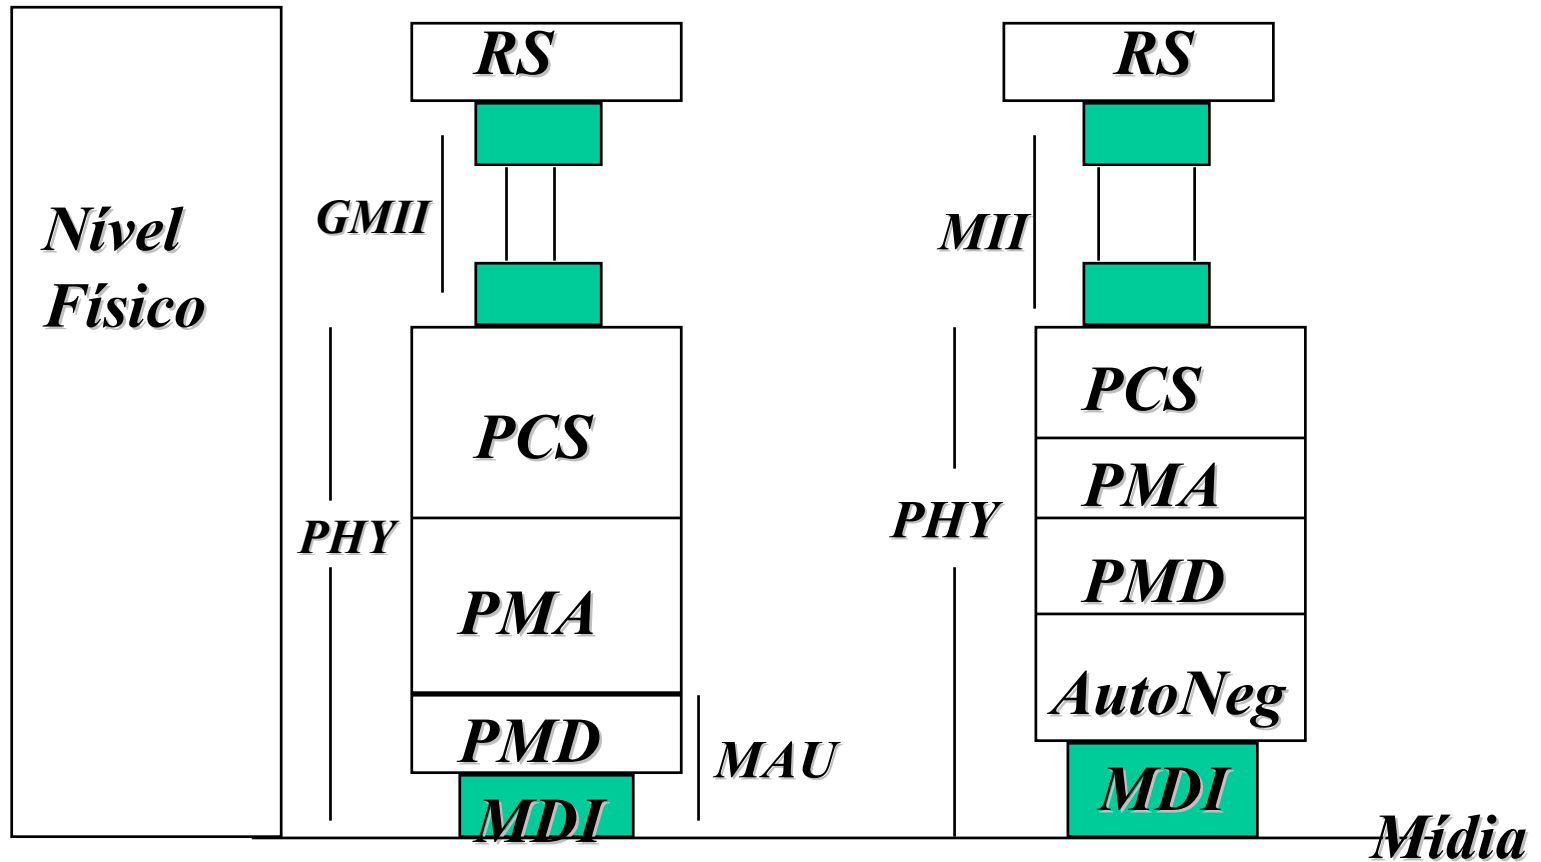 RS
RS
GMII
MII
Nível
Físico
PCS
PCS
PMA
PHY
PHY
PMD
PMA
AutoNeg
PMD
MAU
MDI
MDI
Mídia